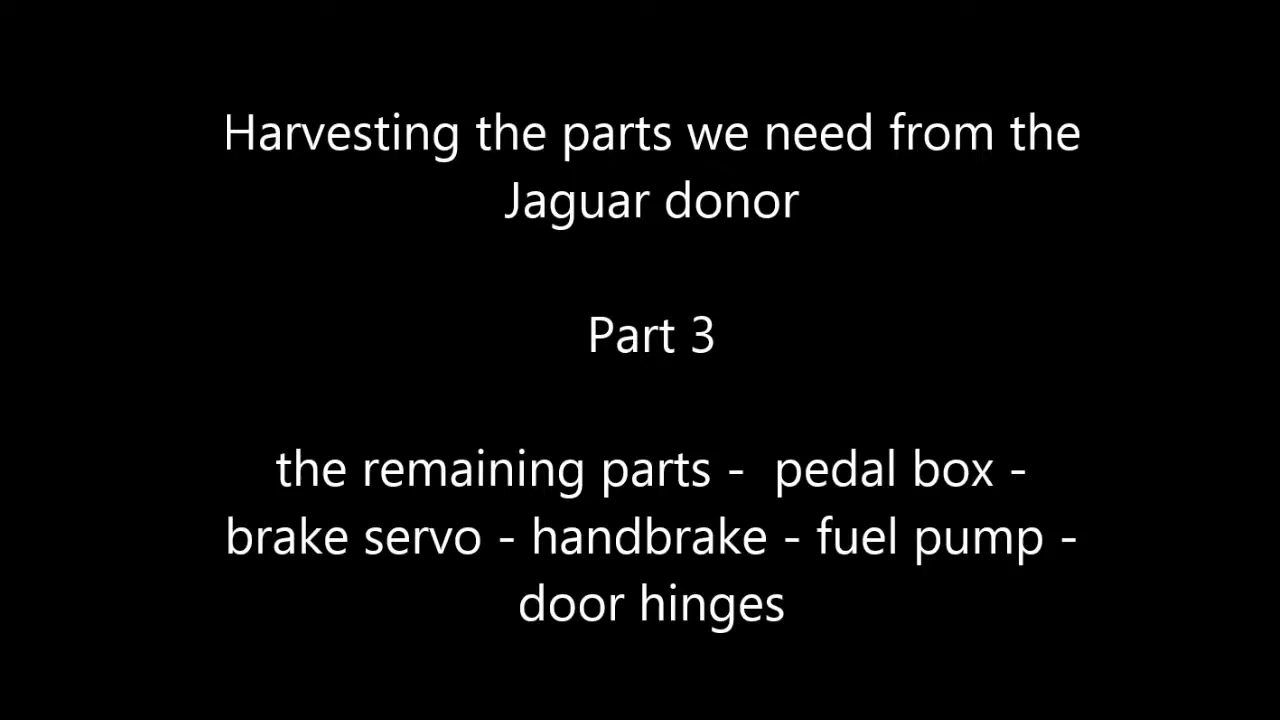 Harvesting the parts we need from the
Jaguar donor
Part 3
the remaining parts -  pedal box -
brake servo - handbrake - fuel pump -
door hinges